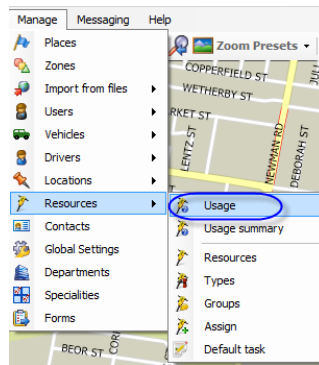 Manage Messaging Help
Places
Zones
Import from files
Users
Vehicles
Drivers
Locations
Resources
Contacts
Global Settings
Departments
Specialities
Forms
Usage
Usage summary
Resources
Types
Groups
Assign
Default task
Zoom Presets
COPPERFIELD ST
WETHERBY ST
RKET ST
LENTZ ST
NEWMAN RD
DEBORAH ST
JULI
BEOR ST
COR